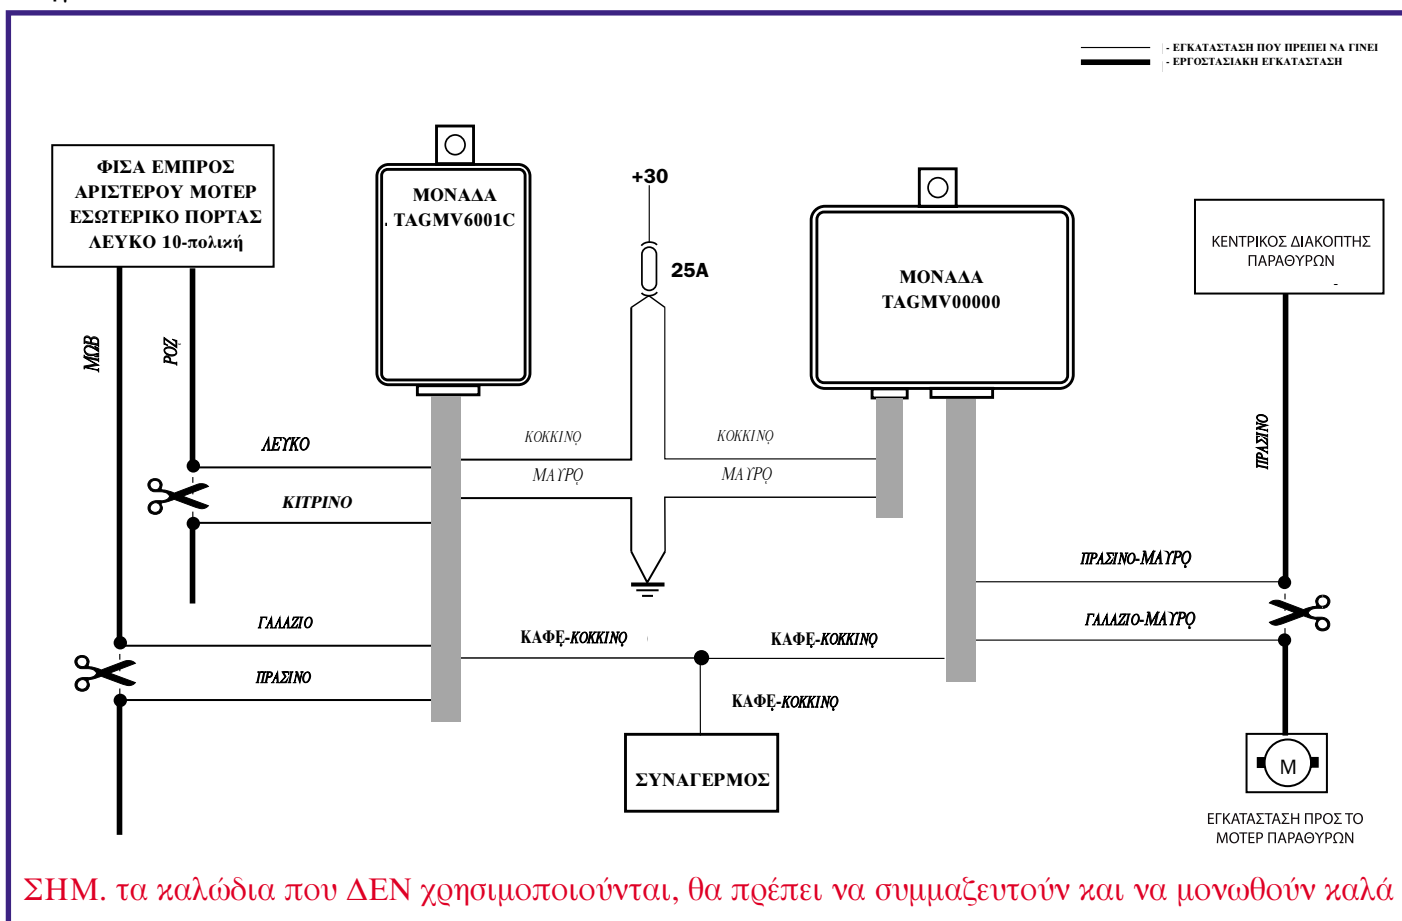 - ΕΓΚΑΤΑΣΤΑΣΗ ΠΟΥ ΠΡΕΠΕΙ ΝΑ ΓΙΝΕΙ
- ΕΡΓΟΣΤΑΣΙΑΚΗ ΕΓΚΑΤΑΣΤΑΣΗ
ΦΙΣΑ ΕΜΠΡΟΣ
ΑΡΙΣΤΕΡΟΥ ΜΟΤΕΡ
ΕΣΩΤΕΡΙΚΟ ΠΟΡΤΑΣ
ΛΕΥΚΟ 10-πολική
ΜΟΝΑΔΑ
TAGMV6001C
+30
25A
ΜΟΝΑΔΑ
TAGMV00000
ΚΕΝΤΡΙΚΟΣ ΔΙΑΚΟΠΤΗΣ
ΠΑΡΑΘΥΡΩΝ
ΜΩΒ
ΡΟΖ
ΠΡΑΣΙΝΟ
ΛΕΥΚΟ
ΚΟΚΚΙΝΟ
ΚΟΚΚΙΝΟ
ΜΑΥΡΟ
ΜΑΥΡΟ
ΚΙΤΡΙΝΟ
ΠΡΑΣΙΝΟ-ΜΑΥΡΟ
ΓΑΛΑΖΙΟ
ΚΑΦΕ-ΚΟΚΚΙΝΟ
ΚΑΦΕ-ΚΟΚΚΙΝΟ
ΓΑΛΑΖΙΟ-ΜΑΥΡΟ
ΠΡΑΣΙΝΟ
ΚΑΦΕ-ΚΟΚΚΙΝΟ
ΣΥΝΑΓΕΡΜΟΣ
M
ΕΓΚΑΤΑΣΤΑΣΗ ΠΡΟΣ ΤΟ
ΜΟΤΕΡ ΠΑΡΑΘΥΡΩΝ
ΣΗΜ. τα καλώδια που ΔΕΝ χρησιμοποιούνται, θα πρέπει να συμμαζευτούν και να μονωθούν καλά